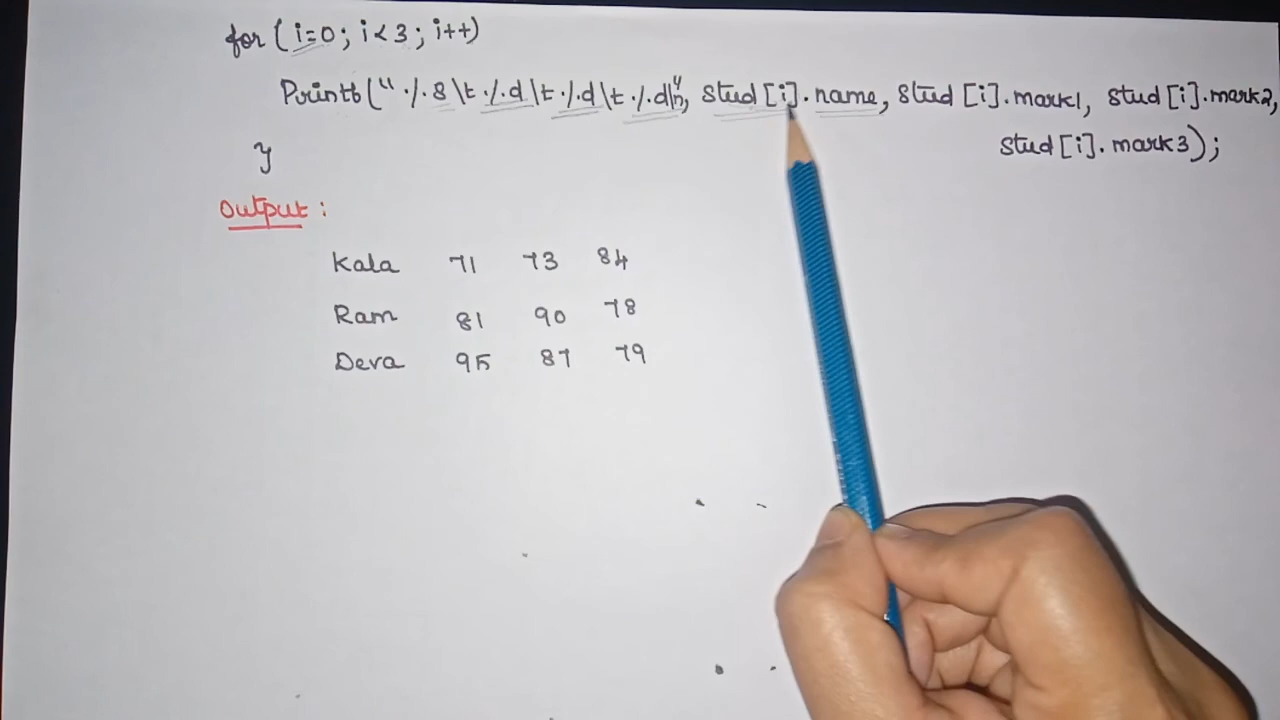 for (i=0; i<3; i++)
Printf("%s\t%d\t%d\t%d\n", stud[i].name, stud[i].mark1, stud[i].mark2,
stud[i].mark3);
}
Output:
Kala 71 73 84
Ram 81 90 78
Deva 95 87 79